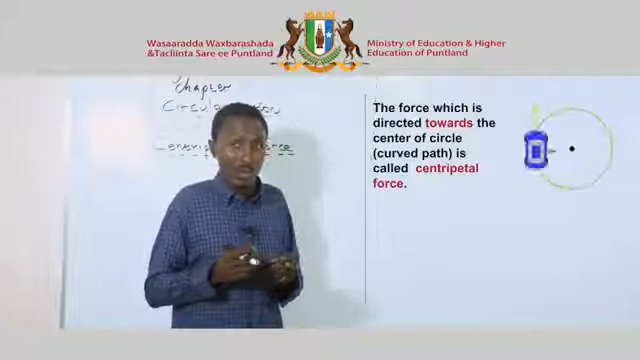 Wasaaradda Waxbarashada
&Tacliinta Sare ee Puntland
Ministry of Education & Higher
Education of Puntland
Chapter
The force which is
directed towards the
center of circle
(curved path) is
called centripetal
force.